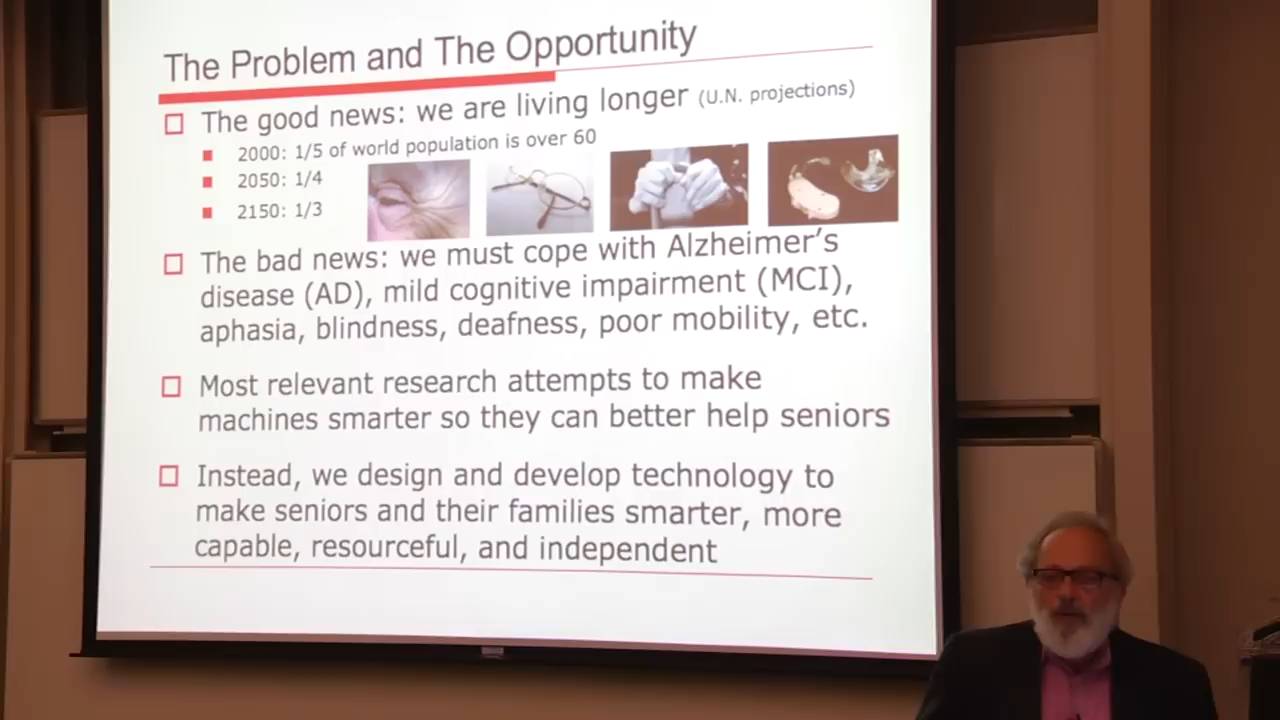 The Problem and The Opportunity
The good news: we are living longer (U.N. projections)
2000: 1/5 of world population is over 60
2050: 1/4
2150: 1/3
The bad news: we must cope with Alzheimer's
disease (AD), mild cognitive impairment (MCI),
aphasia, blindness, deafness, poor mobility, etc.
Most relevant research attempts to make
machines smarter so they can better help seniors
Instead, we design and develop technology to
make seniors and their families smarter, more
capable, resourceful, and independent